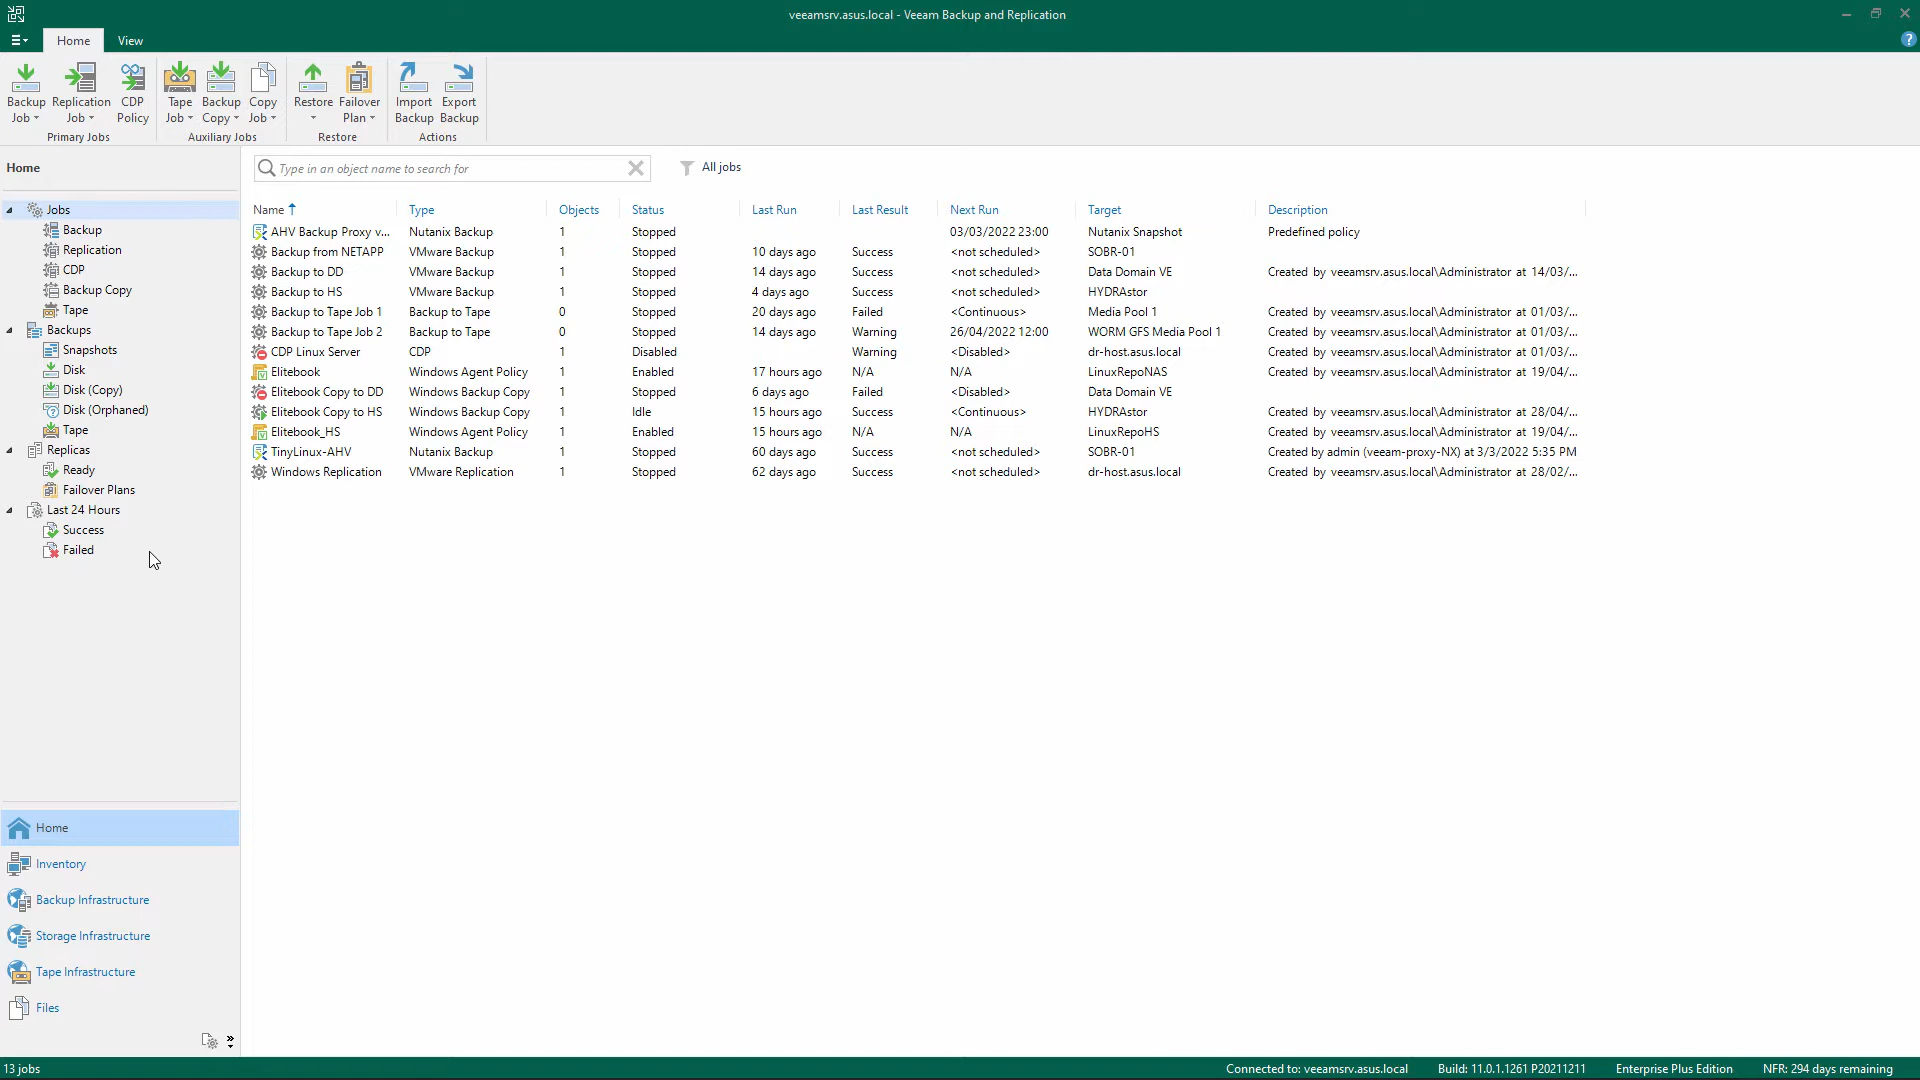 veeamsrv.asus.local - Veeam Backup and Replication
Home View
Backup Job Replication Job CDP Policy Tape Job Backup Copy Copy Job Restore Failover Plan Import Backup Export Backup
Primary Jobs Auxiliary Jobs Restore Actions
Home
Type in an object name to search for
All jobs
Jobs
Backup
Replication
CDP
Backup Copy
Tape
Backups
Snapshots
Disk
Disk (Copy)
Disk (Orphaned)
Tape
Replicas
Ready
Failover Plans
Last 24 Hours
Success
Failed
Name Type Objects Status Last Run Last Result Next Run Target Description
AHV Backup Proxy v... Nutanix Backup 1 Stopped 03/03/2022 23:00 Nutanix Snapshot Predefined policy
Backup from NETAPP VMware Backup 1 Stopped 10 days ago Success <not scheduled> SOBR-01
Backup to DD VMware Backup 1 Stopped 14 days ago Success <not scheduled> Data Domain VE Created by veeamsrv.asus.local\Administrator at 14/03/...
Backup to HS VMware Backup 1 Stopped 4 days ago Success <not scheduled> HYDRAstor
Backup to Tape Job 1 Backup to Tape 0 Stopped 20 days ago Failed <Continuous> Media Pool 1 Created by veeamsrv.asus.local\Administrator at 01/03/...
Backup to Tape Job 2 Backup to Tape 0 Stopped 14 days ago Warning 26/04/2022 12:00 WORM GFS Media Pool 1 Created by veeamsrv.asus.local\Administrator at 01/03/...
CDP Linux Server CDP 1 Disabled Warning <Disabled> dr-host.asus.local Created by veeamsrv.asus.local\Administrator at 01/03/...
Elitebook Windows Agent Policy 1 Enabled 17 hours ago N/A N/A LinuxRepoNAS Created by veeamsrv.asus.local\Administrator at 19/04/...
Elitebook Copy to DD Windows Backup Copy 1 Stopped 6 days ago Failed <Disabled> Data Domain VE
Elitebook Copy to HS Windows Backup Copy 1 Idle 15 hours ago Success <Continuous> HYDRAstor Created by veeamsrv.asus.local\Administrator at 28/04/...
Elitebook_HS Windows Agent Policy 1 Enabled 15 hours ago N/A N/A LinuxRepoHS Created by veeamsrv.asus.local\Administrator at 19/04/...
TinyLinux-AHV Nutanix Backup 1 Stopped 60 days ago Success <not scheduled> SOBR-01 Created by admin (veeam-proxy-NX) at 3/3/2022 5:35 PM
Windows Replication VMware Replication 1 Stopped 62 days ago Success <not scheduled> dr-host.asus.local Created by veeamsrv.asus.local\Administrator at 28/02/...
Home
Inventory
Backup Infrastructure
Storage Infrastructure
Tape Infrastructure
Files
13 jobs Connected to: veeamsrv.asus.local Build: 11.0.1.1261 P20211211 Enterprise Plus Edition NFR: 294 days remaining